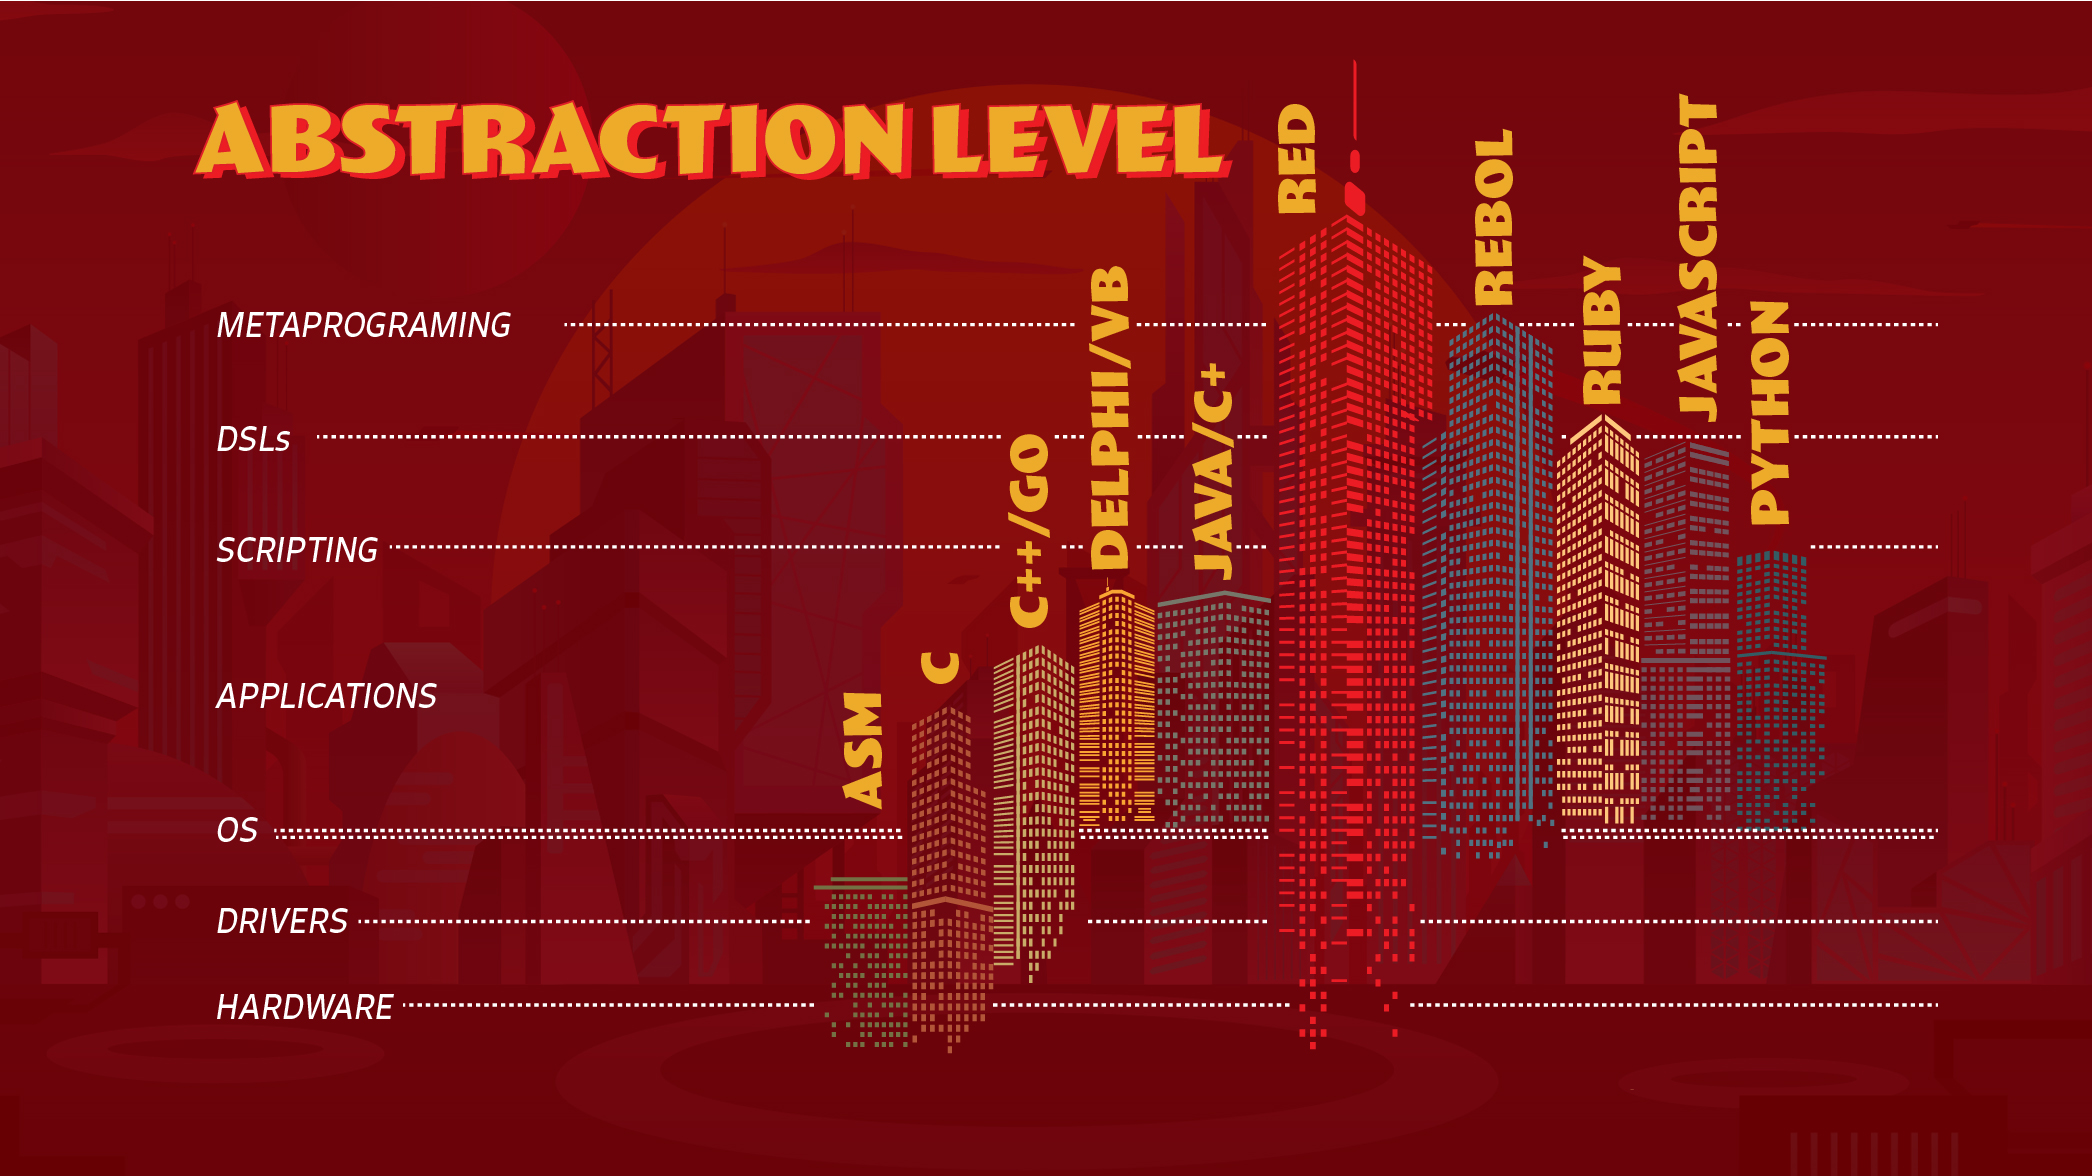 ABSTRACTION LEVEL
METAPROGRAMING
DSLs
SCRIPTING
APPLICATIONS
OS
DRIVERS
HARDWARE
ASM
C
C++/GO
DELPHI/VB
JAVA/C+
RED
REBOL
RUBY
JAVASCRIPT
PYTHON